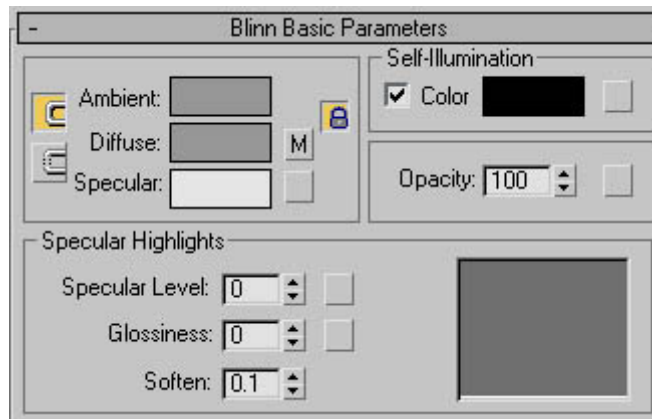 - Blinn Basic Parameters
Self-Illumination
Ambient:
Color
Diffuse: M
Specular:
Opacity: 100
Specular Highlights
Specular Level: 0
Glossiness: 0
Soften: 0.1